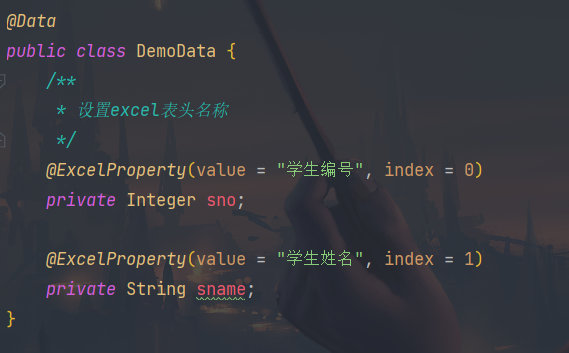 @Data
public class DemoData {
/**
* 设置excel表头名称
*/
@ExcelProperty(value = "学生编号", index = 0)
private Integer sno;
@ExcelProperty(value = "学生姓名", index = 1)
private String sname;
}